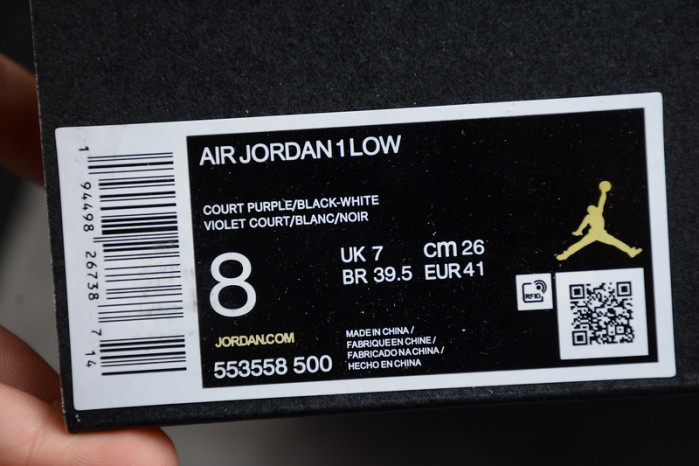 AIR JORDAN 1 LOW
COURT PURPLE/BLACK-WHITE
VIOLET COURT/BLANC/NOIR
8
UK 7 cm 26
BR 39.5 EUR 41
RFID
JORDAN.COM
553558 500
MADE IN CHINA /
FABRIQUE EN CHINE /
FABRICADO NA CHINA /
HECHO EN CHINA
1 94498 26738 7 14